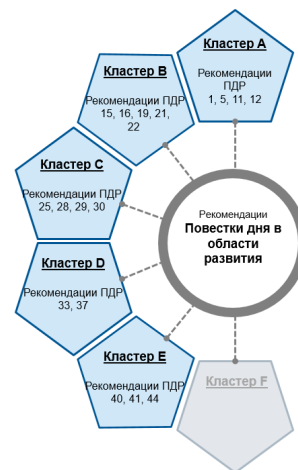 Кластер A
Рекомендации
ПДР
1, 5, 11, 12
Кластер B
Рекомендации ПДР
15, 16, 19, 21,
22
Кластер C
Рекомендации ПДР
25, 28, 29, 30
Кластер D
Рекомендации ПДР
33, 37
Кластер E
Рекомендации ПДР
40, 41, 44
Кластер F
Рекомендации
Повестки дня в
области
развития